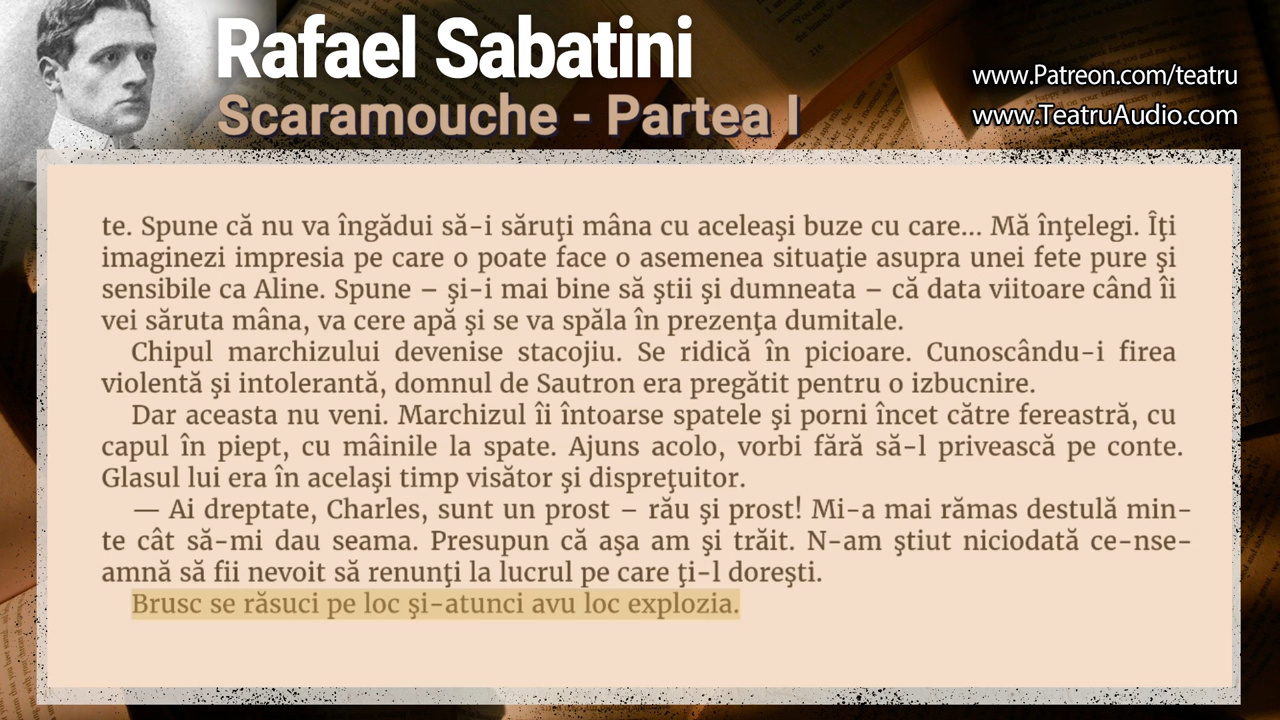 Rafael Sabatini
Scaramouche - Partea I
www.Patreon.com/teatru
www.TeatruAudio.com
te. Spune că nu va îngădui să-i săruţi mâna cu aceleaşi buze cu care... Mă înţelegi. Îţi
imaginezi impresia pe care o poate face o asemenea situaţie asupra unei fete pure şi
sensibile ca Aline. Spune – şi-i mai bine să ştii şi dumneata – că data viitoare când îi
vei săruta mâna, va cere apă şi se va spăla în prezenţa dumitale.
Chipul marchizului devenise stacojiu. Se ridică în picioare. Cunoscându-i firea
violentă şi intolerantă, domnul de Sautron era pregătit pentru o izbucnire.
Dar aceasta nu veni. Marchizul îi întoarse spatele şi porni încet către fereastră, cu
capul în piept, cu mâinile la spate. Ajuns acolo, vorbi fără să-l privească pe conte.
Glasul lui era în acelaşi timp visător şi dispreţuitor.
— Ai dreptate, Charles, sunt un prost – rău şi prost! Mi-a mai rămas destulă min-
te cât să-mi dau seama. Presupun că aşa am şi trăit. N-am ştiut niciodată ce-nse-
amnă să fii nevoit să renunţi la lucrul pe care ţi-l doreşti.
Brusc se răsuci pe loc şi-atunci avu loc explozia.